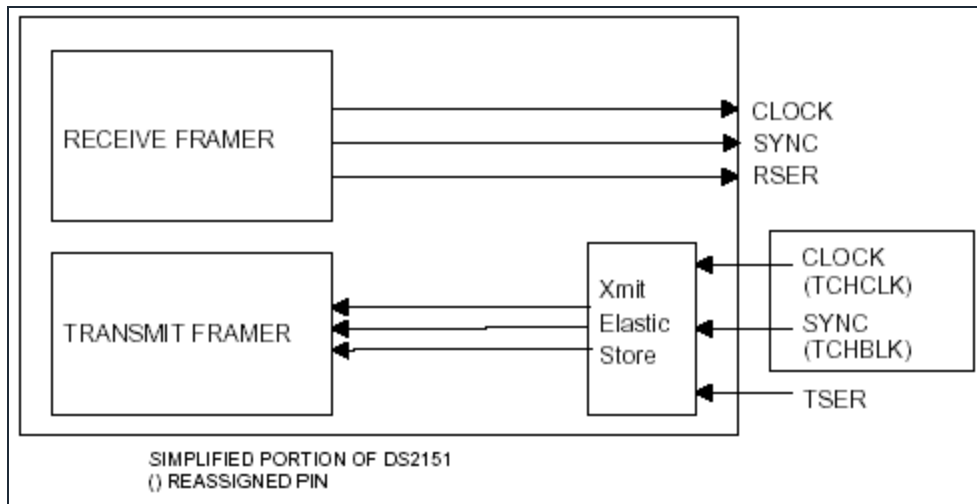 RECEIVE FRAMER
CLOCK
SYNC
RSER
TRANSMIT FRAMER
Xmit
Elastic
Store
CLOCK
(TCHCLK)
SYNC
(TCHBLK)
TSER
SIMPLIFIED PORTION OF DS2151
() REASSIGNED PIN